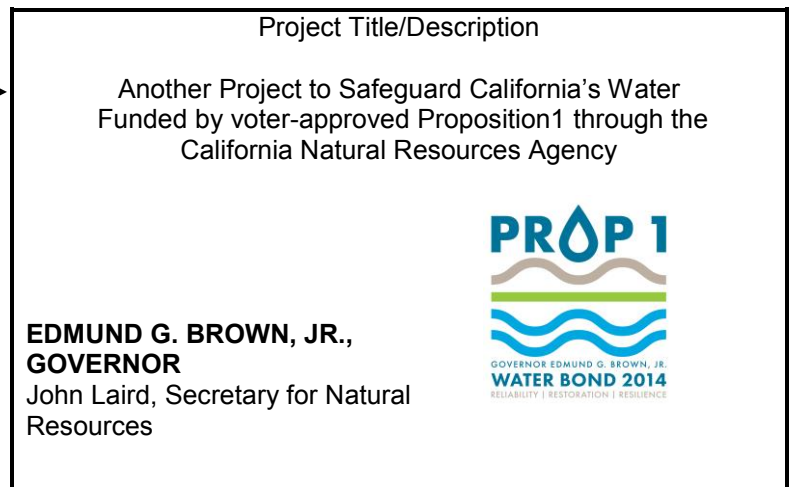 Project Title/Description
Another Project to Safeguard California's Water
Funded by voter-approved Proposition1 through the
California Natural Resources Agency
PROP 1
EDMUND G. BROWN, JR.,
GOVERNOR
John Laird, Secretary for Natural
Resources
GOVERNOR EDMUND G. BROWN, JR.
WATER BOND 2014
RELIABILITY | RESTORATION | RESILIENCE